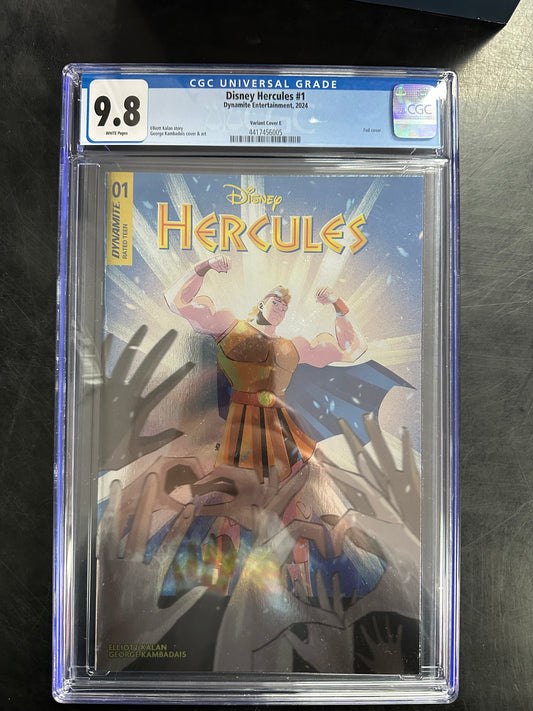 CGC UNIVERSAL GRADE
9.8
WHITE Pages
Disney Hercules #1
Dynamite Entertainment, 2024
Variant Cover E
Elliott Kalan story
George Kambadais cover & art
4417456005
Foil cover
CGC
DYNAMITE.
RATED TEEN
01
Disney
HERCULES
ELLIOTT KALAN
GEORGE KAMBADAIS